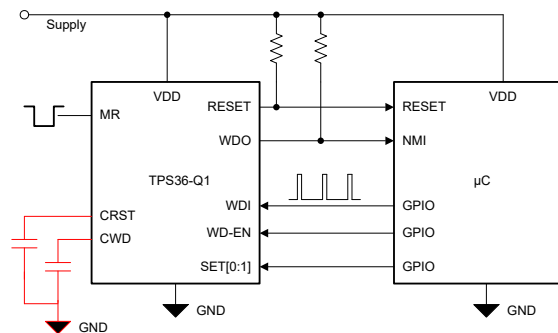 Supply
VDD
VDD
MR
RESET
RESET
WDO
NMI
TPS36-Q1
µC
WDI
GPIO
CRST
WD-EN
GPIO
CWD
SET[0:1]
GPIO
GND
GND
GND